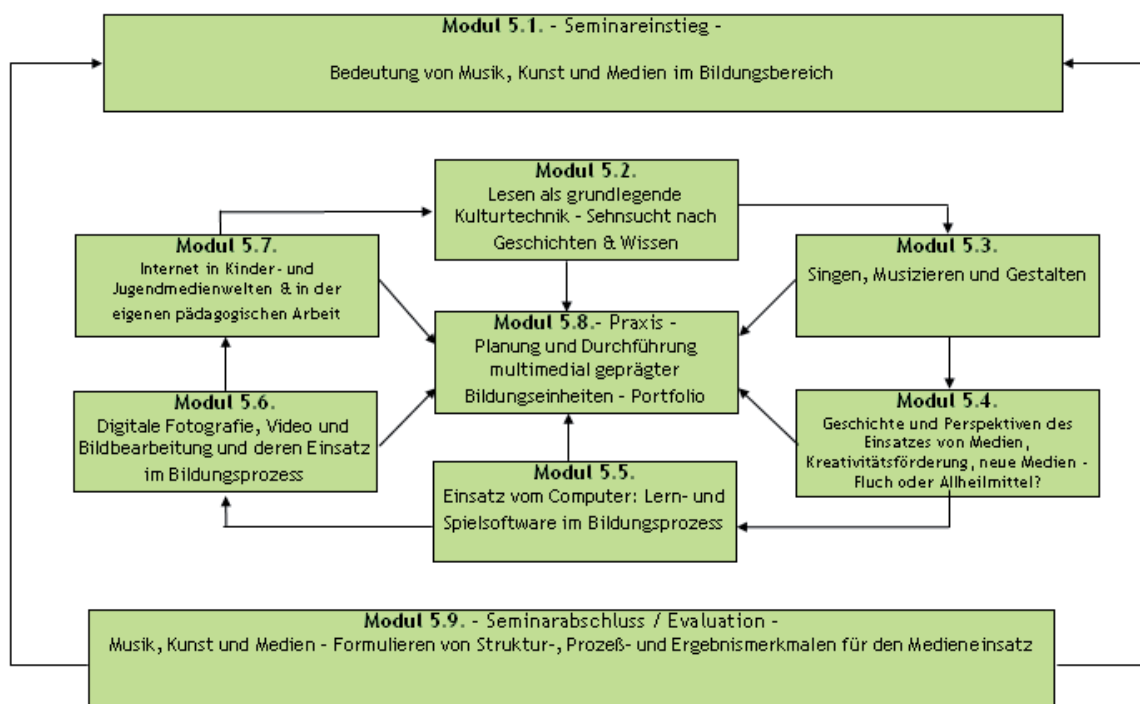 Modul 5.1. - Seminareinstieg -
Bedeutung von Musik, Kunst und Medien im Bildungsbereich
Modul 5.2.
Lesen als grundlegende
Kulturtechnik - Sehnsucht nach
Geschichten & Wissen
Modul 5.7.
Internet in Kinder- und
Jugendmedienwelten & in der
eigenen pädagogischen Arbeit
Modul 5.3.
Singen, Musizieren und Gestalten
Modul 5.8.- Praxis -
Planung und Durchführung
multimedial geprägter
Bildungseinheiten - Portfolio
Modul 5.6.
Digitale Fotografie, Video und
Bildbearbeitung und deren Einsatz
im Bildungsprozess
Modul 5.4.
Geschichte und Perspektiven des
Einsatzes von Medien,
Kreativitätsförderung, neue Medien -
Fluch oder Allheilmittel?
Modul 5.5.
Einsatz vom Computer: Lern- und
Spielsoftware im Bildungsprozess
Modul 5.9. - Seminarabschluss / Evaluation -
Musik, Kunst und Medien - Formulieren von Struktur-, Prozeß- und Ergebnismerkmalen für den Medieneinsatz